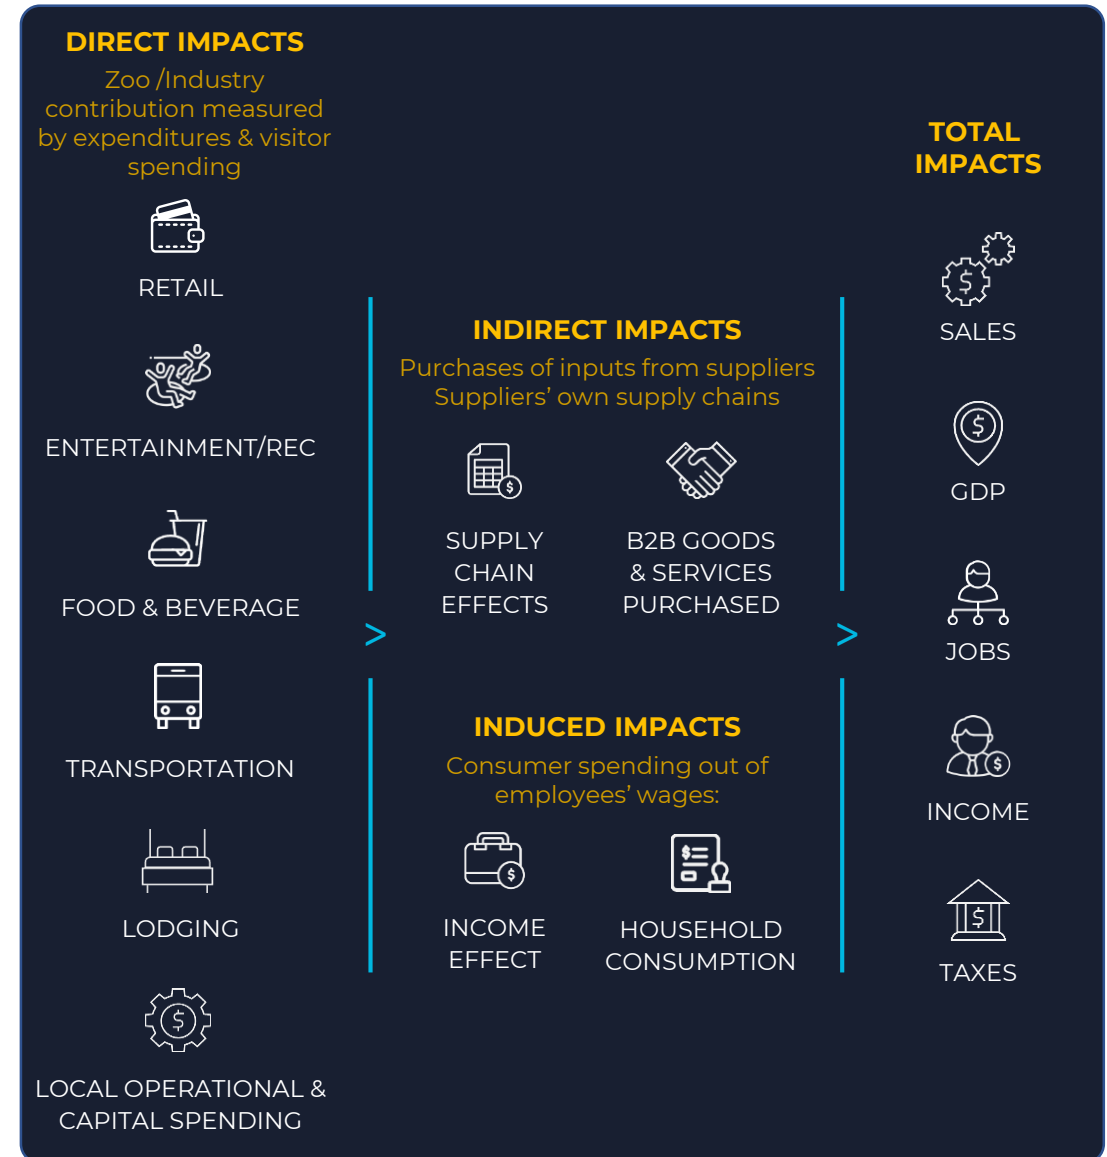 DIRECT IMPACTS
Zoo /Industry
contribution measured
by expenditures & visitor
spending
RETAIL
ENTERTAINMENT/REC
FOOD & BEVERAGE
TRANSPORTATION
LODGING
LOCAL OPERATIONAL &
CAPITAL SPENDING
>
INDIRECT IMPACTS
Purchases of inputs from suppliers
Suppliers’ own supply chains
SUPPLY
CHAIN
EFFECTS
B2B GOODS
& SERVICES
PURCHASED
INDUCED IMPACTS
Consumer spending out of
employees’ wages:
INCOME
EFFECT
HOUSEHOLD
CONSUMPTION
>
TOTAL
IMPACTS
SALES
GDP
JOBS
INCOME
TAXES